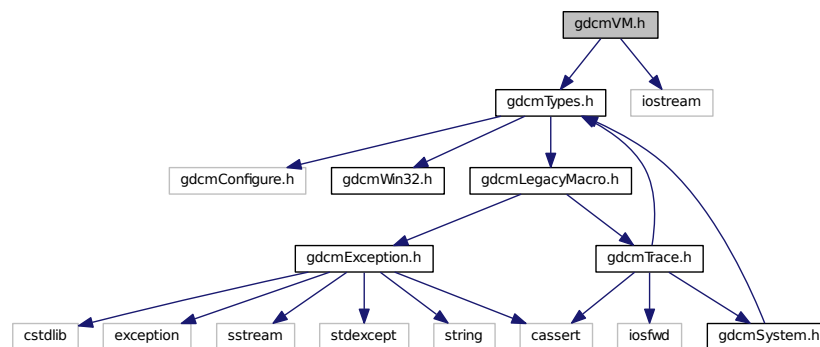 gdcmVM.h
gdcmTypes.h
iostream
gdcmConfigure.h
gdcmWin32.h
gdcmLegacyMacro.h
gdcmException.h
gdcmTrace.h
cstdlib
exception
sstream
stdexcept
string
cassert
iosfwd
gdcmSystem.h